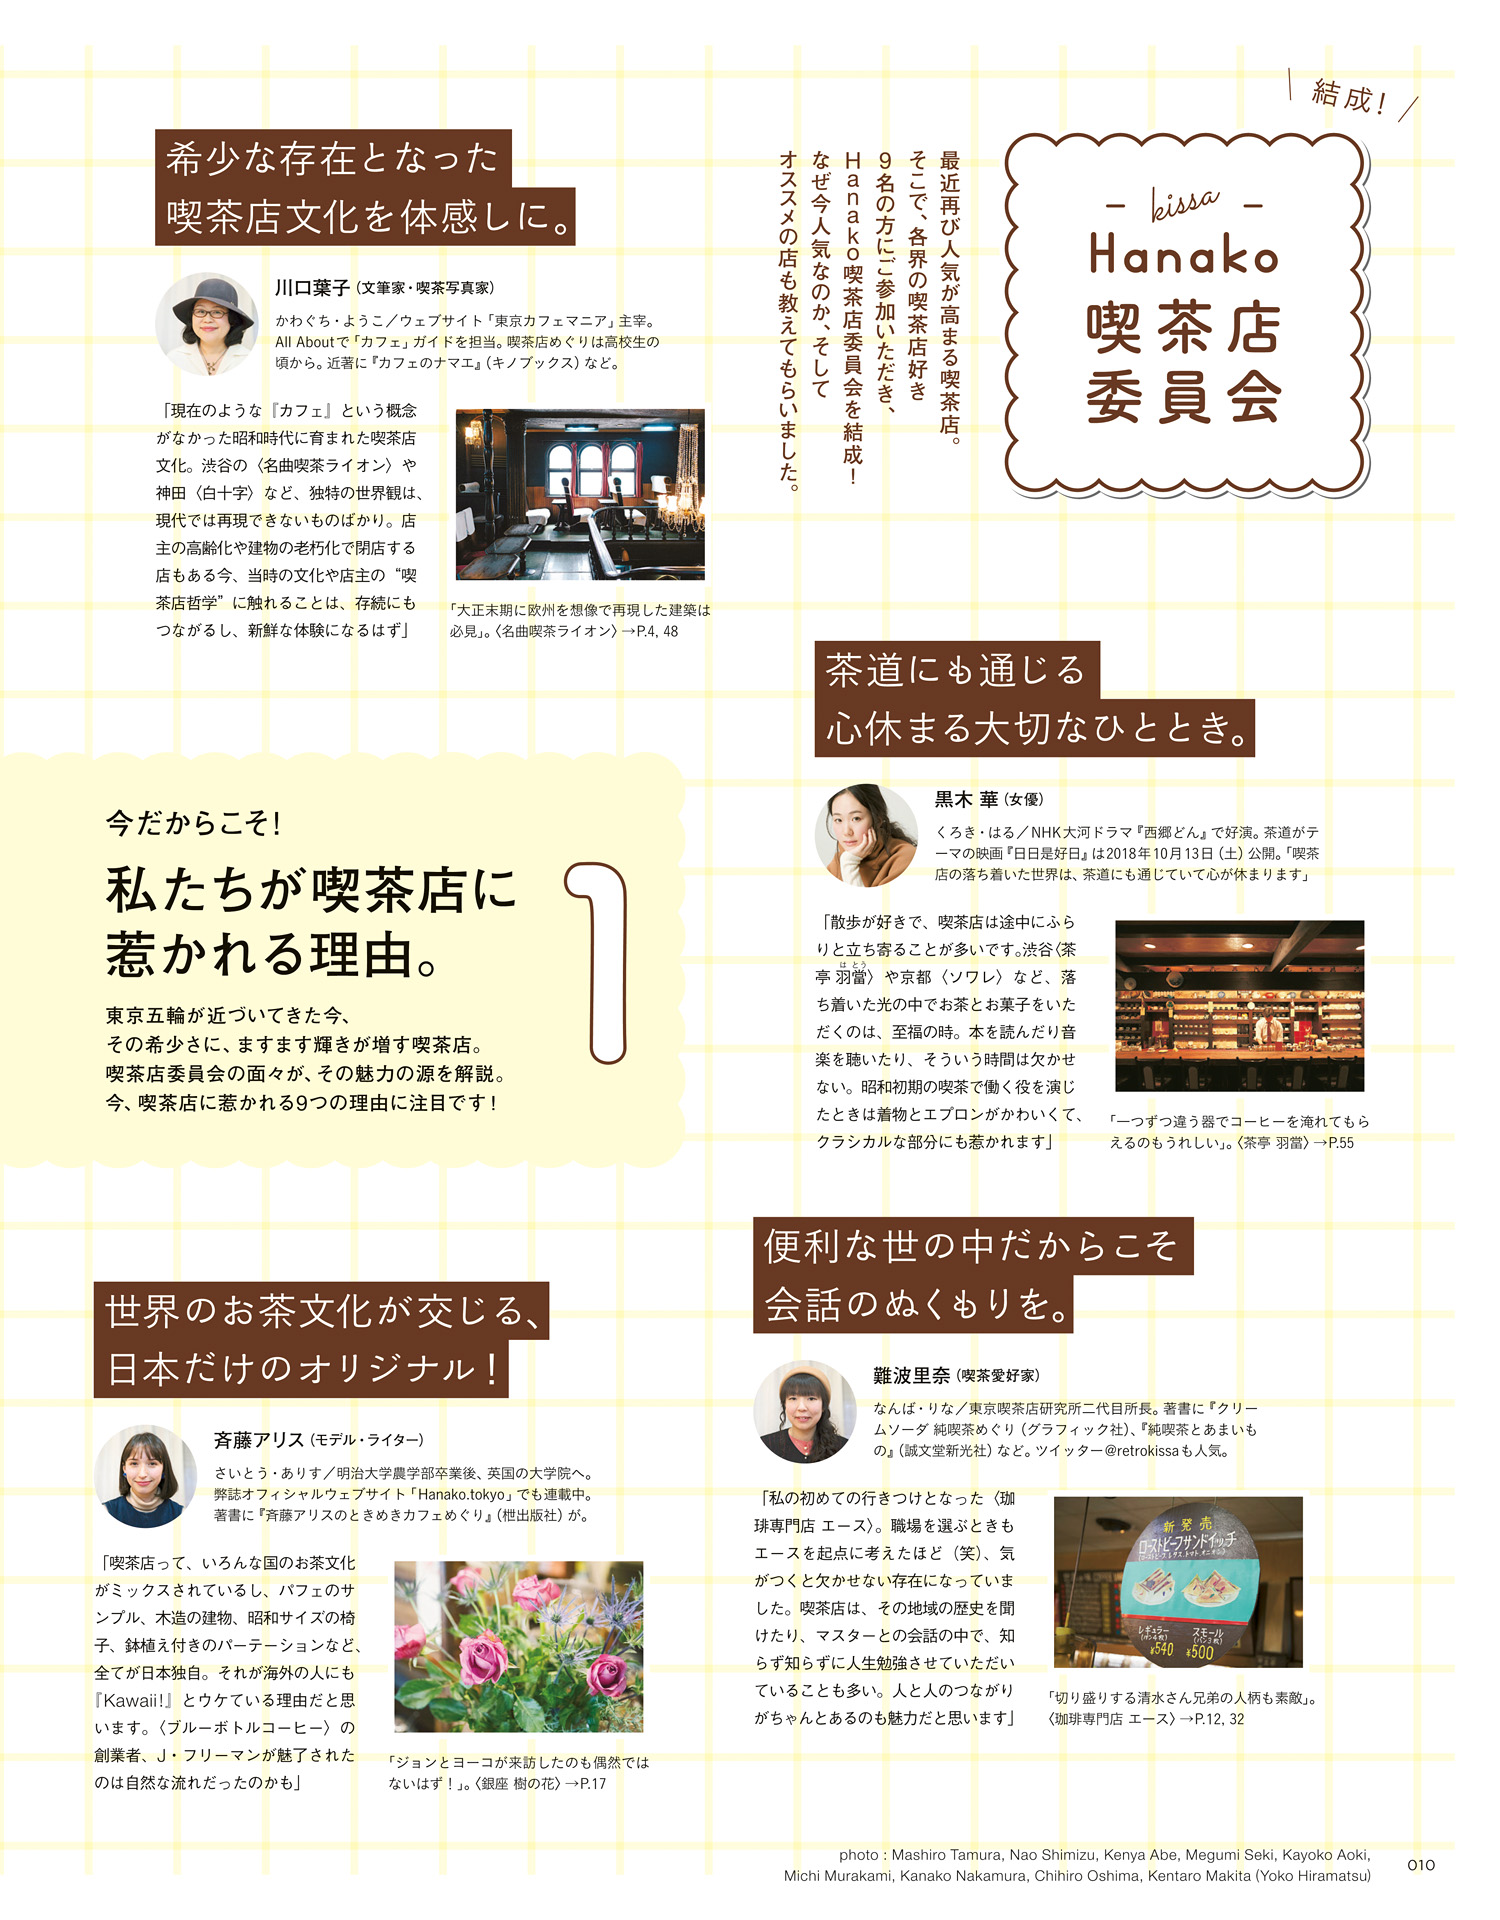 結成！
kissa
Hanako
喫茶店
委員会
最近再び人気が高まる喫茶店。
そこで、各界の喫茶店好き
9名の方にご参加いただき、
Hanako喫茶店委員会を結成！
なぜ今人気なのか、そして
オススメの店も教えてもらいました。
希少な存在となった
喫茶店文化を体感しに。
川口葉子（文筆家・喫茶写真家）
かわぐち・ようこ／ウェブサイト「東京カフェマニア」主宰。
All Aboutで「カフェ」ガイドを担当。喫茶店めぐりは高校生の
頃から。近著に『カフェのナマエ』（キノブックス）など。
「現在のような『カフェ』という概念
がなかった昭和時代に育まれた喫茶店
文化。渋谷の〈名曲喫茶ライオン〉や
神田〈白十字〉など、独特の世界観は、
現代では再現できないものばかり。店
主の高齢化や建物の老朽化で閉店する
店もある今、当時の文化や店主の“喫
茶店哲学”に触れることは、存続にも
つながるし、新鮮な体験になるはず」
「大正末期に欧州を想像で再現した建築は
必見」。〈名曲喫茶ライオン〉→P.4, 48
今だからこそ！
私たちが喫茶店に
惹かれる理由。
1
東京五輪が近づいてきた今、
その希少さに、ますます輝きが増す喫茶店。
喫茶店委員会の面々が、その魅力の源を解説。
今、喫茶店に惹かれる9つの理由に注目です！
茶道にも通じる
心休まる大切なひととき。
黒木 華（女優）
くろき・はる／NHK大河ドラマ『西郷どん』で好演。茶道がテ
ーマの映画『日日是好日』は2018年10月13日（土）公開。「喫茶
店の落ち着いた世界は、茶道にも通じていて心が休まります」
「散歩が好きで、喫茶店は途中にふら
りと立ち寄ることが多いです。渋谷〈茶
はとう
亭 羽當〉や京都〈ソワレ〉など、落
ち着いた光の中でお茶とお菓子をいた
だくのは、至福の時。本を読んだり音
楽を聴いたり、そういう時間は欠かせ
ない。昭和初期の喫茶で働く役を演じ
たときは着物とエプロンがかわいくて、
クラシカルな部分にも惹かれます」
「一つずつ違う器でコーヒーを淹れてもら
えるのもうれしい」。〈茶亭 羽當〉→P.55
世界のお茶文化が交じる、
日本だけのオリジナル！
斉藤アリス（モデル・ライター）
さいとう・ありす／明治大学農学部卒業後、英国の大学院へ。
弊誌オフィシャルウェブサイト「Hanako.tokyo」でも連載中。
著書に『斉藤アリスのときめきカフェめぐり』（枻出版社）が。
「喫茶店って、いろんな国のお茶文化
がミックスされているし、パフェのサ
ンプル、木造の建物、昭和サイズの椅
子、鉢植え付きのパーテーションなど、
全てが日本独自。それが海外の人にも
『Kawaii!』とウケている理由だと思
います。〈ブルーボトルコーヒー〉の
創業者、J・フリーマンが魅了された
のは自然な流れだったのかも」
「ジョンとヨーコが来訪したのも偶然では
ないはず！」。〈銀座 樹の花〉→P.17
便利な世の中だからこそ
会話のぬくもりを。
難波里奈（喫茶愛好家）
なんば・りな／東京喫茶店研究所二代目所長。著書に『クリー
ムソーダ 純喫茶めぐり（グラフィック社）、『純喫茶とあまいも
の』（誠文堂新光社）など。ツイッター@retrokissaも人気。
「私の初めての行きつけとなった〈珈
琲専門店 エース〉。職場を選ぶときも
エースを起点に考えたほど（笑）、気
がつくと欠かせない存在になっていま
した。喫茶店は、その地域の歴史を聞
けたり、マスターとの会話の中で、知
らず知らずに人生勉強させていただい
ていることも多い。人と人のつながり
がちゃんとあるのも魅力だと思います」
新発売
ローストビーフサンドイッチ
レギュラー
スモール
(パン4枚)
(パン3枚)
¥540
¥500
「切り盛りする清水さん兄弟の人柄も素敵」。
〈珈琲専門店 エース〉→P.12, 32
photo : Mashiro Tamura, Nao Shimizu, Kenya Abe, Megumi Seki, Kayoko Aoki,
Michi Murakami, Kanako Nakamura, Chihiro Oshima, Kentaro Makita (Yoko Hiramatsu)
010